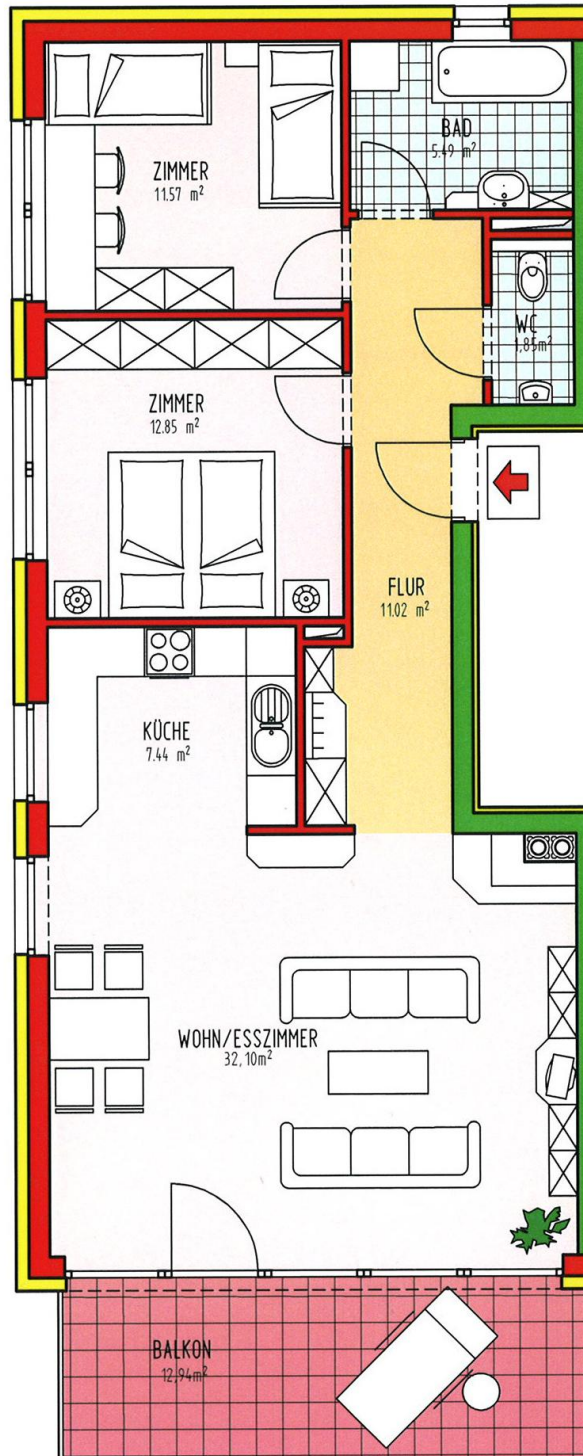 ZIMMER
11.57 m²
BAD
5.49 m²
WC
1,85m²
ZIMMER
12.85 m²
FLUR
11.02 m²
KÜCHE
7.44 m²
WOHN/ESSZIMMER
32,10m²
BALKON
12,94m²